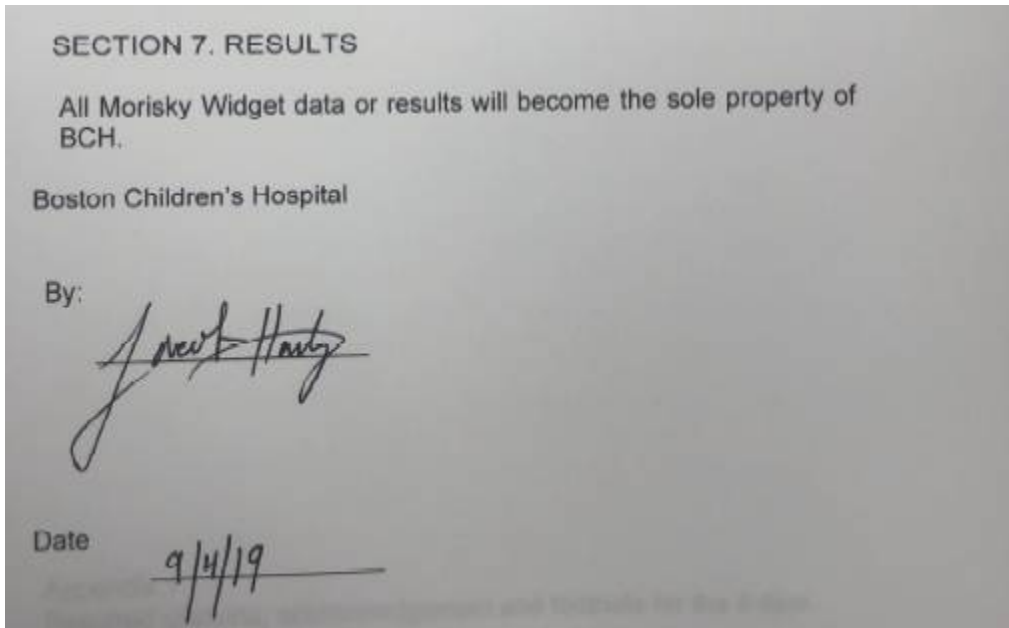 SECTION 7. RESULTS
All Morisky Widget data or results will become the sole property of
BCH.
Boston Children's Hospital
By:
Date
9/4/19